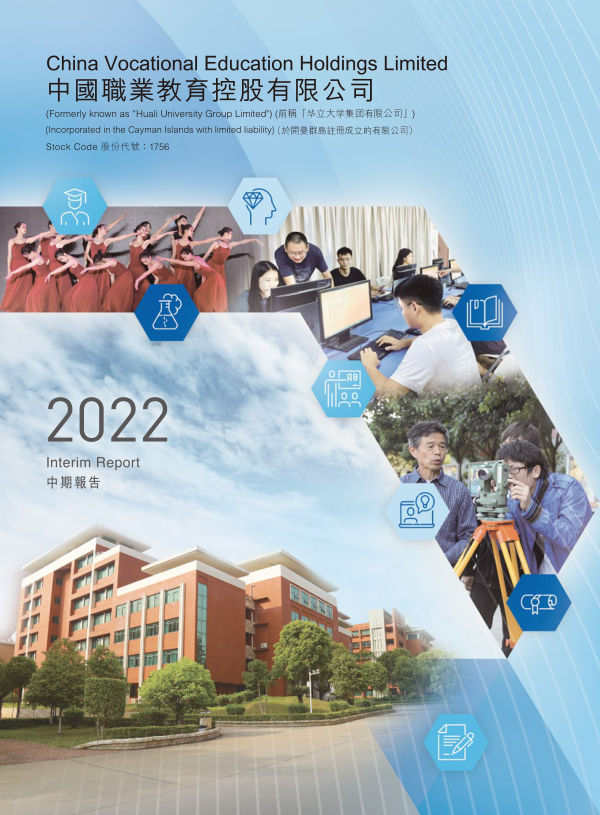 China Vocational Education Holdings Limited
中國職業教育控股有限公司
(Formerly known as "Huali University Group Limited") (前稱「华立大学集团有限公司」)
(Incorporated in the Cayman Islands with limited liability) (於開曼群島註冊成立的有限公司)
Stock Code 股份代號：1756
AB
2022
Interim Report
中期報告